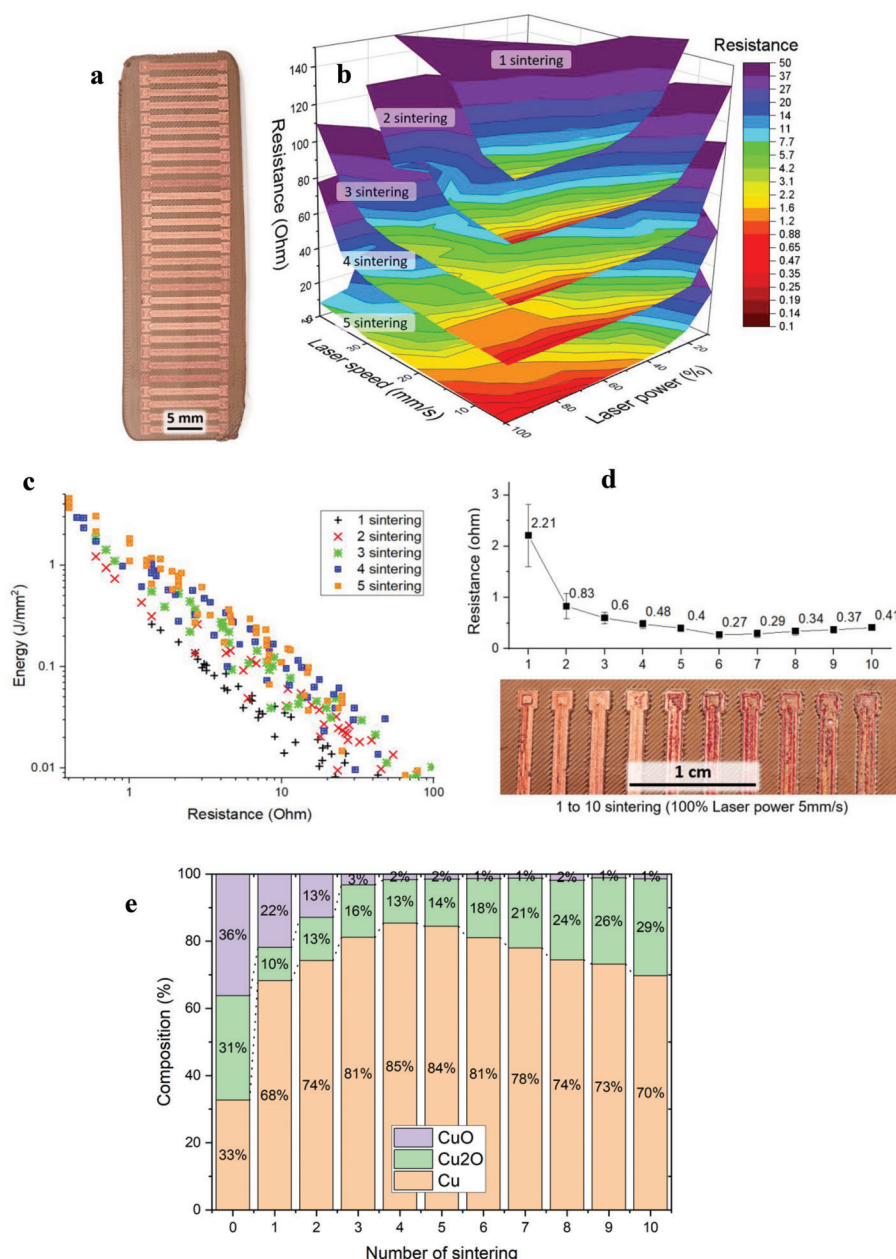 a
5 mm
b
Resistance
1 sintering
2 sintering
3 sintering
4 sintering
5 sintering
Resistance (Ohm)
140
120
100
80
60
40
20
Laser speed (mm/s)
30
20
10
Laser power (%)
100
80
60
40
20
50
37
27
20
14
11
7.7
5.7
4.2
3.1
2.2
1.6
1.2
0.88
0.65
0.47
0.35
0.25
0.19
0.14
0.1
c
Energy (J/mm²)
1
0.1
0.01
1 sintering
2 sintering
3 sintering
4 sintering
5 sintering
1 10 100
Resistance (Ohm)
d
Resistance (ohm)
3
2
1
0
2.21 0.83 0.6 0.48 0.4 0.27 0.29 0.34 0.37 0.41
1 2 3 4 5 6 7 8 9 10
1 cm
1 to 10 sintering (100% Laser power 5mm/s)
e
Composition (%)
100
80
60
40
20
0
36% 22% 13% 3% 2% 2% 1% 1% 2% 1% 1%
31% 10% 13% 16% 13% 14% 18% 21% 24% 26% 29%
33% 68% 74% 81% 85% 84% 81% 78% 74% 73% 70%
CuO
Cu2O
Cu
0 1 2 3 4 5 6 7 8 9 10
Number of sintering